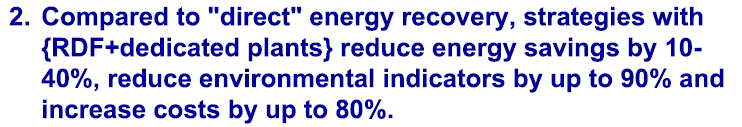 2. Compared to "direct" energy recovery, strategies with
{RDF+dedicated plants} reduce energy savings by 10-
40%, reduce environmental indicators by up to 90% and
increase costs by up to 80%.